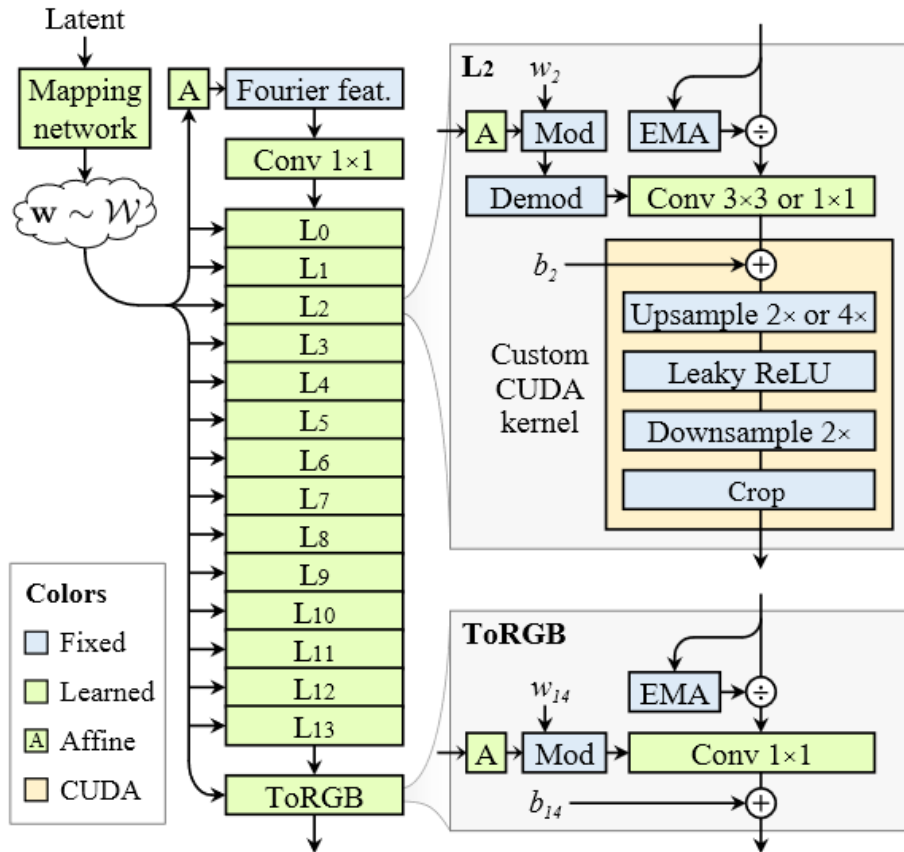 Latent
Mapping
network
w ∼ W
A
Fourier feat.
Conv 1×1
L0
L1
L2
L3
L4
L5
L6
L7
L8
L9
L10
L11
L12
L13
ToRGB
Colors
Fixed
Learned
A Affine
CUDA
L2
w2
A
Mod
EMA
÷
Demod
Conv 3×3 or 1×1
b2
+
Upsample 2× or 4×
Leaky ReLU
Downsample 2×
Crop
Custom
CUDA
kernel
ToRGB
w14
A
Mod
EMA
÷
Conv 1×1
b14
+